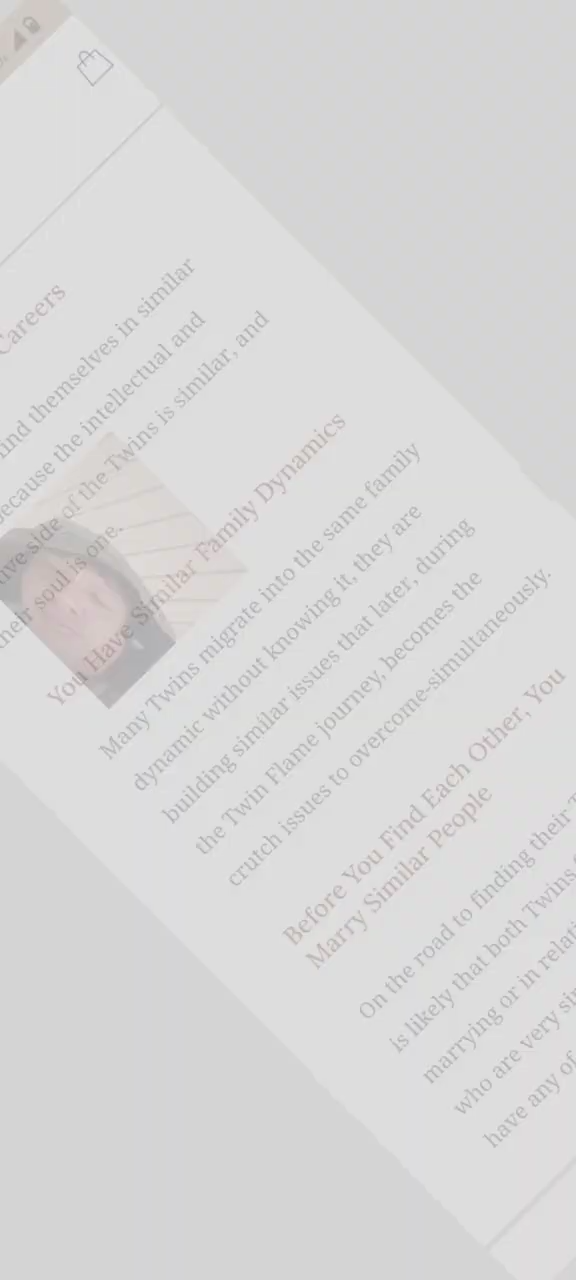 Careers
find themselves in similar
because the intellectual and
ive side of the Twins is similar, and
their soul is one.
You Have Similar Family Dynamics
Many Twins migrate into the same family
dynamic without knowing it, they are
building similar issues that later, during
the Twin Flame journey, becomes the
crutch issues to overcome-simultaneously.
Before You Find Each Other, You
Marry Similar People
On the road to finding their
is likely that both Twins
marrying or in
who are very
have any of